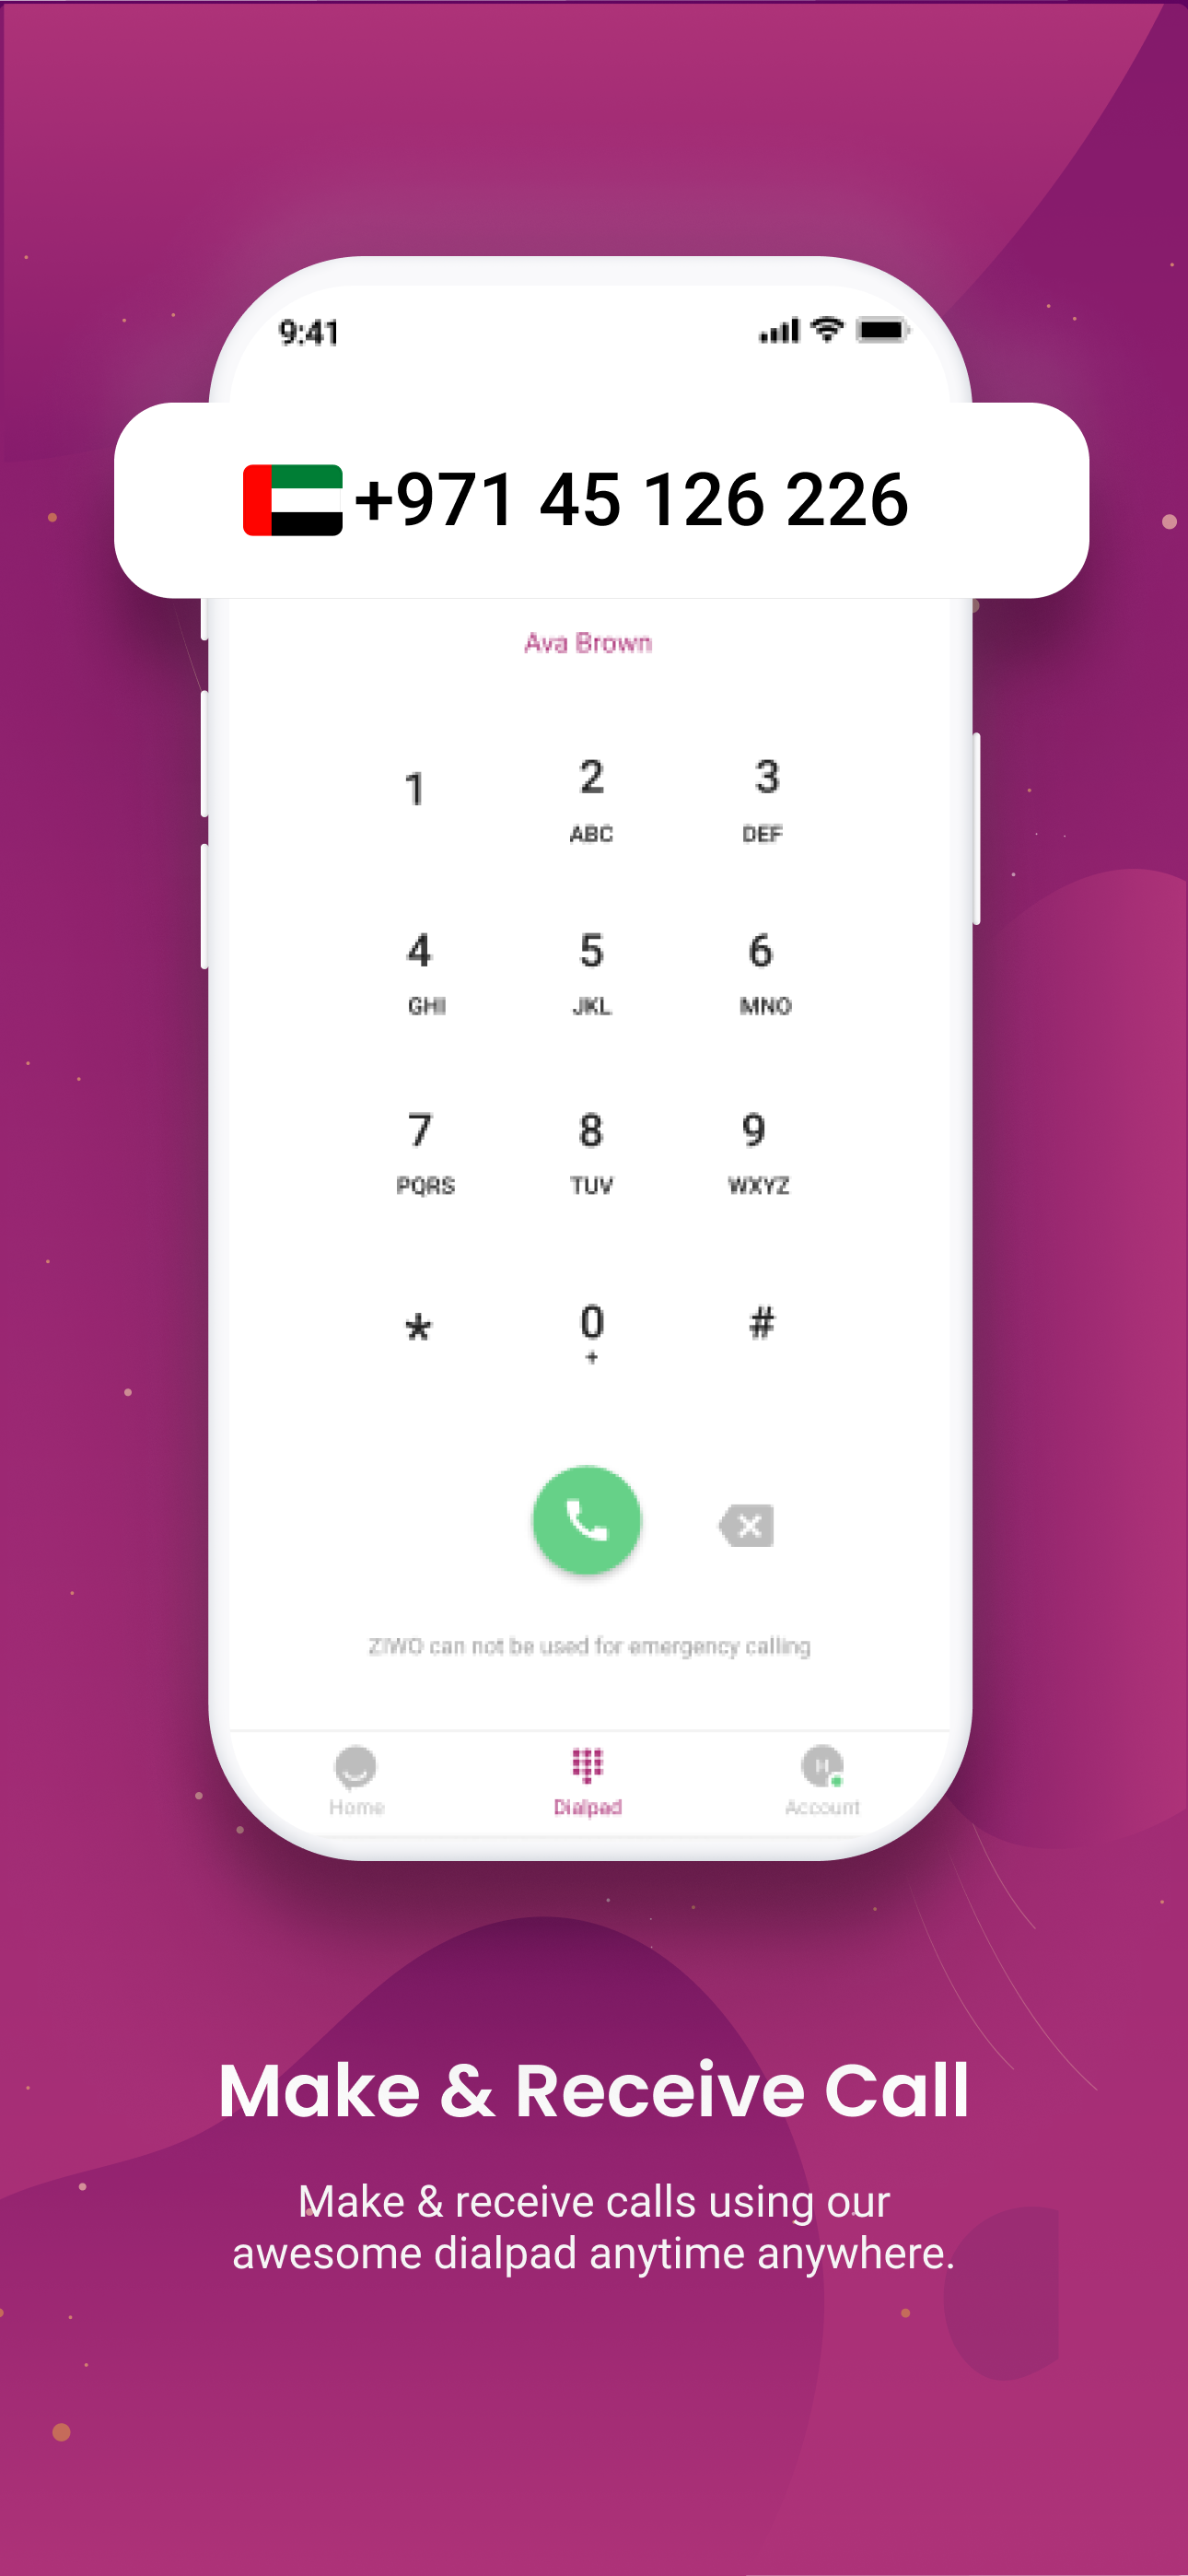 9:41
+971 45 126 226
Ava Brown
1 2 3
ABC DEF
4 5 6
GHI JKL MNO
7 8 9
PQRS TUV WXYZ
* 0 #
+
ZIWO can not be used for emergency calling
Home Dialpad Account
Make & Receive Call
Make & receive calls using our
awesome dialpad anytime anywhere.